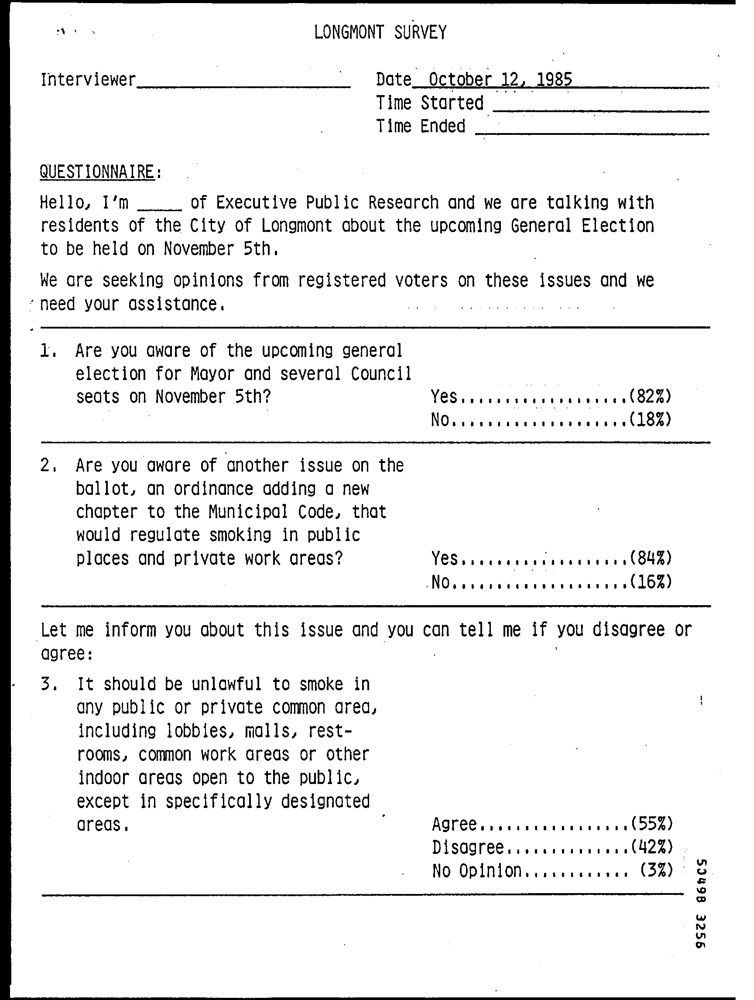 LONGMONT SURVEY
Interviewer____________________ Date  October 12, 1985
Time Started
Time Ended
QUESTIONNAIRE:
Hello, I'm _____ of Executive Public Research and we are talking with
residents of the City of Longmont about the upcoming General Election
to be held on November 5th.
We are seeking opinions from registered voters on these issues and we
need your assistance.
1. Are you aware of the upcoming general
election for Mayor and several Council
seats on November 5th? Yes...................(82%)
No....................(18%)
2. Are you aware of another issue on the
ballot, an ordinance adding a new
chapter to the Municipal Code, that
would regulate smoking in public
places and private work areas? Yes...................(84%)
No....................(16%)
Let me inform you about this issue and you can tell me if you disagree or
agree:
3. It should be unlawful to smoke in
any public or private common area,
including lobbies, malls, rest-
rooms, common work areas or other
indoor areas open to the public,
except in specifically designated
areas. Agree.................(55%)
Disagree..............(42%)
No Opinion............ (3%)
50498 3256